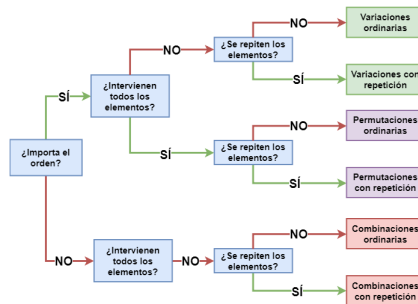 ¿Importa el
orden?
SÍ
NO
¿Intervienen
todos los
elementos?
NO
SÍ
¿Se repiten los
elementos?
NO
SÍ
Variaciones
ordinarias
Variaciones con
repetición
¿Se repiten los
elementos?
NO
SÍ
Permutaciones
ordinarias
Permutaciones
con repetición
¿Intervienen
todos los
elementos?
NO
¿Se repiten los
elementos?
NO
SÍ
Combinaciones
ordinarias
Combinaciones
con repetición